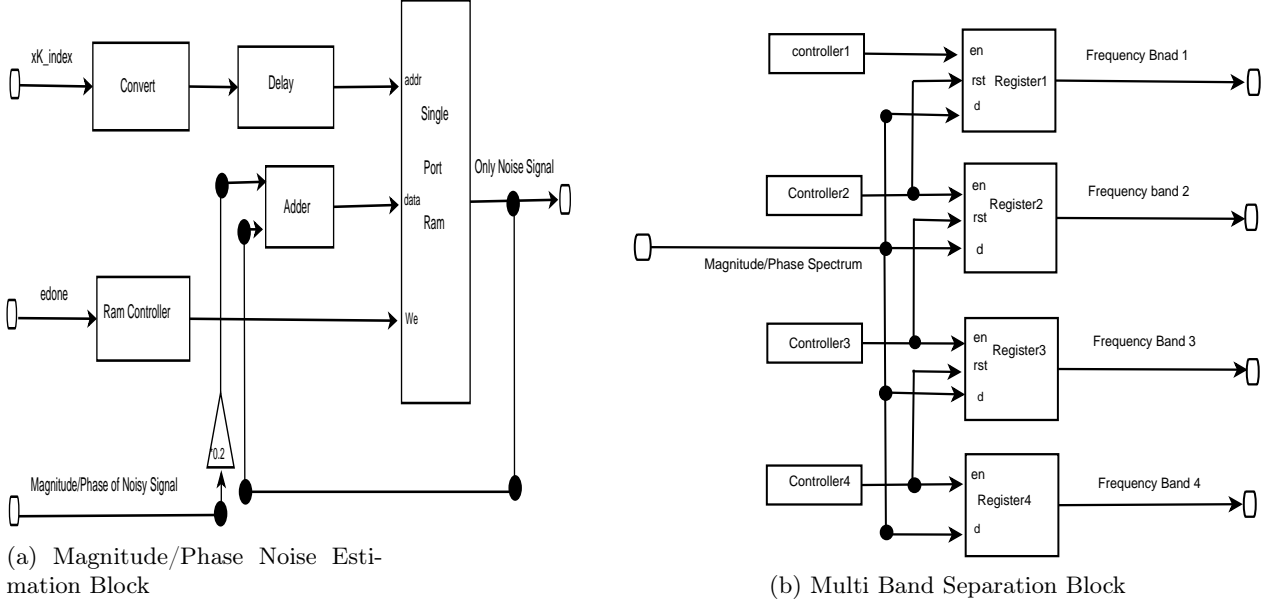 xK_index
Convert
Delay
addr
Single
Port
data
Ram
Only Noise Signal
Adder
edone
Ram Controller
We
*0.2
Magnitude/Phase of Noisy Signal
(a) Magnitude/Phase Noise Esti-
mation Block
controller1
en
rst
Register1
d
Frequency Bnad 1
Controller2
en
Register2
rst
d
Frequency band 2
Magnitude/Phase Spectrum
Controller3
en
Register3
rst
d
Frequency Band 3
Controller4
en
Register4
d
Frequency Band 4
(b) Multi Band Separation Block